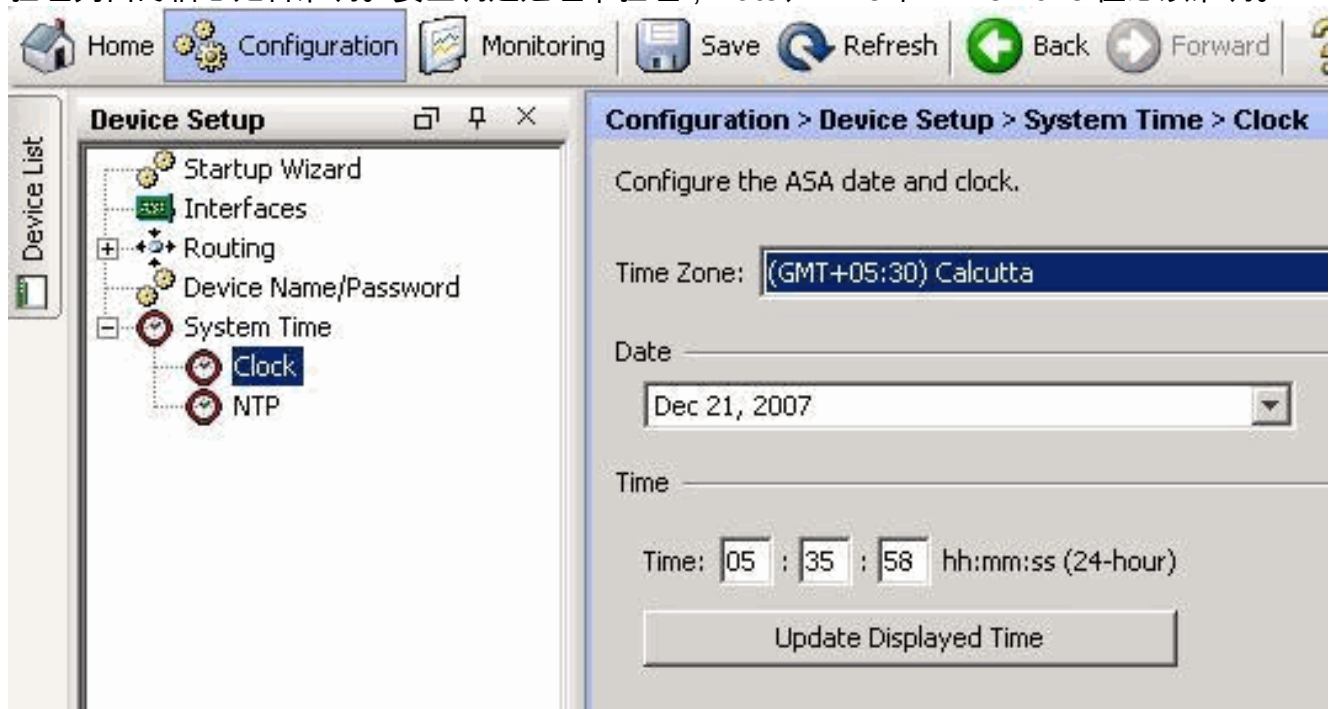 Home Configuration Monitoring Save Refresh Back Forward
Device List
Device Setup
Startup Wizard
Interfaces
Routing
Device Name/Password
System Time
Clock
NTP
Configuration > Device Setup > System Time > Clock
Configure the ASA date and clock.
Time Zone: (GMT+05:30) Calcutta
Date
Dec 21, 2007
Time
Time: 05 : 35 : 58 hh:mm:ss (24-hour)
Update Displayed Time